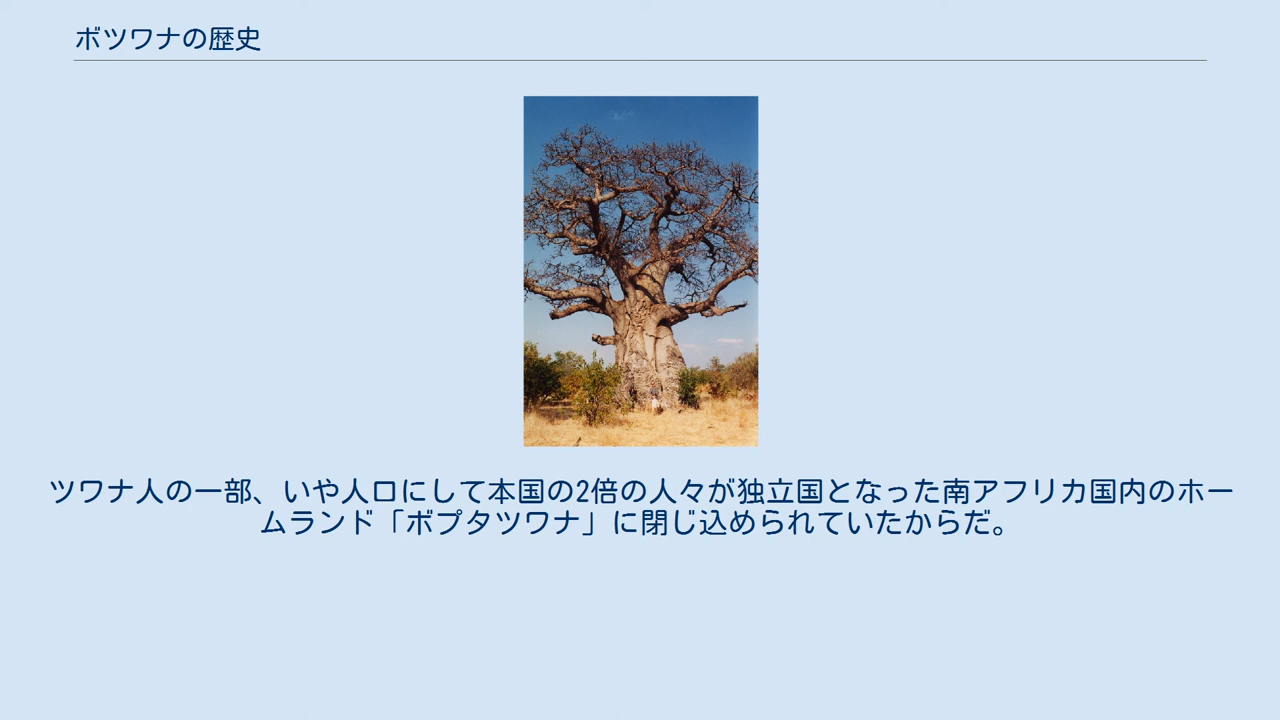 ボツワナの歴史
ツワナ人の一部、いや人口にして本国の2倍の人々が独立国となった南アフリカ国内のホー
ムランド「ボプタツワナ」に閉じ込められていたからだ。